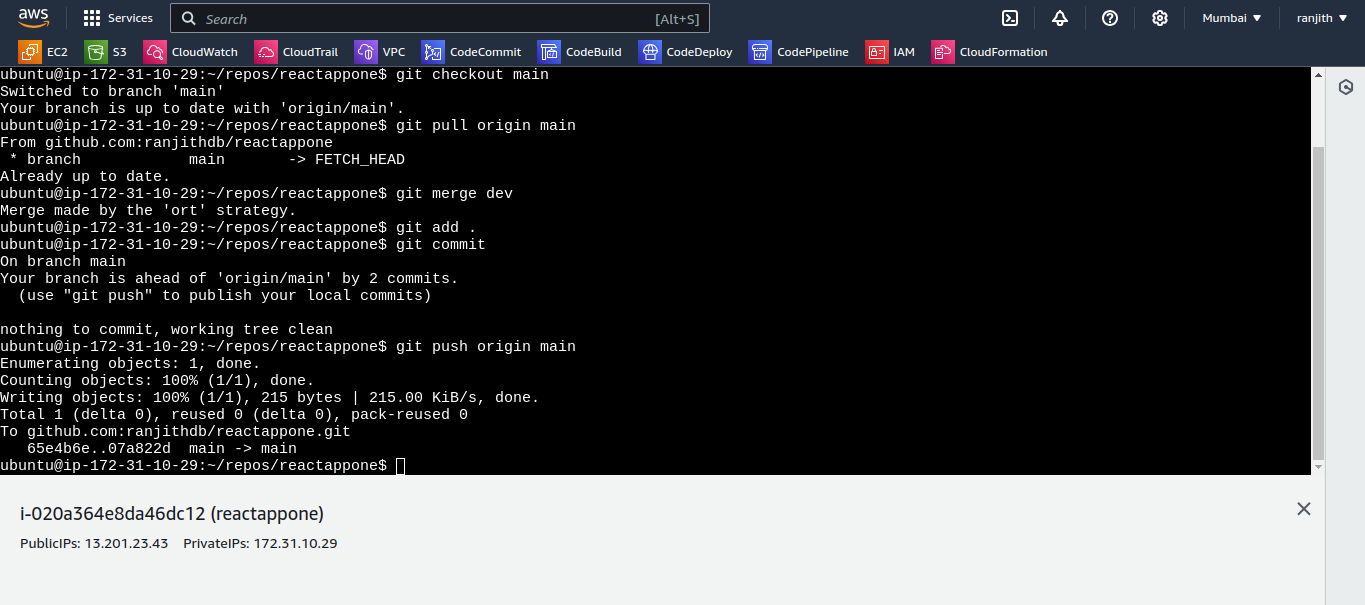 aws Services Search [Alt+S] Mumbai ranjith
EC2 S3 CloudWatch CloudTrail VPC CodeCommit CodeBuild CodeDeploy CodePipeline IAM CloudFormation
ubuntu@ip-172-31-10-29:~/repos/reactappone$ git checkout main
Switched to branch 'main'
Your branch is up to date with 'origin/main'.
ubuntu@ip-172-31-10-29:~/repos/reactappone$ git pull origin main
From github.com:ranjithdb/reactappone
 * branch            main       -> FETCH_HEAD
Already up to date.
ubuntu@ip-172-31-10-29:~/repos/reactappone$ git merge dev
Merge made by the 'ort' strategy.
ubuntu@ip-172-31-10-29:~/repos/reactappone$ git add .
ubuntu@ip-172-31-10-29:~/repos/reactappone$ git commit
On branch main
Your branch is ahead of 'origin/main' by 2 commits.
  (use "git push" to publish your local commits)
nothing to commit, working tree clean
ubuntu@ip-172-31-10-29:~/repos/reactappone$ git push origin main
Enumerating objects: 1, done.
Counting objects: 100% (1/1), done.
Writing objects: 100% (1/1), 215 bytes | 215.00 KiB/s, done.
Total 1 (delta 0), reused 0 (delta 0), pack-reused 0
To github.com:ranjithdb/reactappone.git
   65e4b6e..07a822d  main -> main
ubuntu@ip-172-31-10-29:~/repos/reactappone$
i-020a364e8da46dc12 (reactappone)
PublicIPs: 13.201.23.43 PrivateIPs: 172.31.10.29